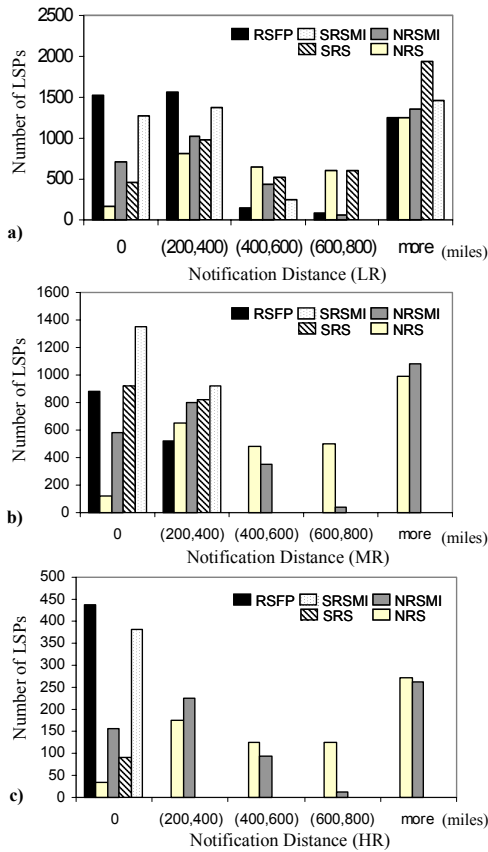 2500
2000
1500
1000
500
0
Number of LSPs
RSFP SRSMI NRSMI
SRS NRS
0 (200,400) (400,600) (600,800) more (miles)
Notification Distance (LR)
a)
1600
1400
1200
1000
800
600
400
200
0
Number of LSPs
RSFP SRSMI NRSMI
SRS NRS
0 (200,400) (400,600) (600,800) more (miles)
Notification Distance (MR)
b)
500
450
400
350
300
250
200
150
100
50
0
Number of LSPs
RSFP SRSMI NRSMI
SRS NRS
c)
0 (200,400) (400,600) (600,800) more (miles)
Notification Distance (HR)